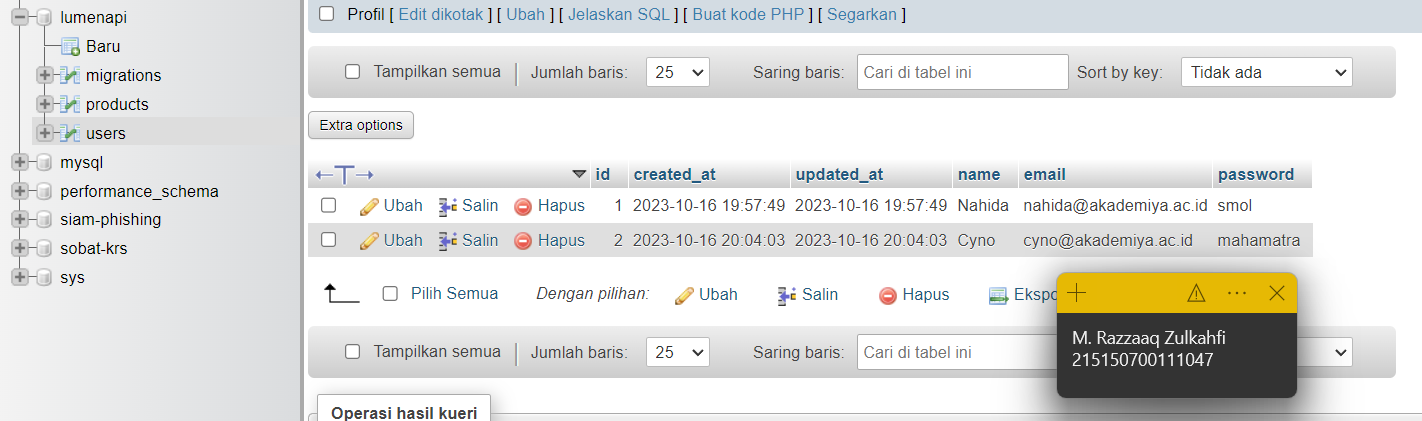 lumenapi
Baru
migrations
products
users
mysql
performance_schema
siam-phishing
sobat-krs
sys
Profil [ Edit dikotak ] [ Ubah ] [ Jelaskan SQL ] [ Buat kode PHP ] [ Segarkan ]
Tampilkan semua | Jumlah baris: 25 Saring baris: Cari di tabel ini Sort by key: Tidak ada
Extra options
←T→ id created_at updated_at name email password
Ubah Salin Hapus 1 2023-10-16 19:57:49 2023-10-16 19:57:49 Nahida nahida@akademiya.ac.id smol
Ubah Salin Hapus 2 2023-10-16 20:04:03 2023-10-16 20:04:03 Cyno cyno@akademiya.ac.id mahamatra
Pilih Semua Dengan pilihan: Ubah Salin Hapus Ekspo
Tampilkan semua | Jumlah baris: 25 Saring baris: Cari di tabel ini
M. Razzaaq Zulkahfi
215150700111047
Operasi hasil kueri